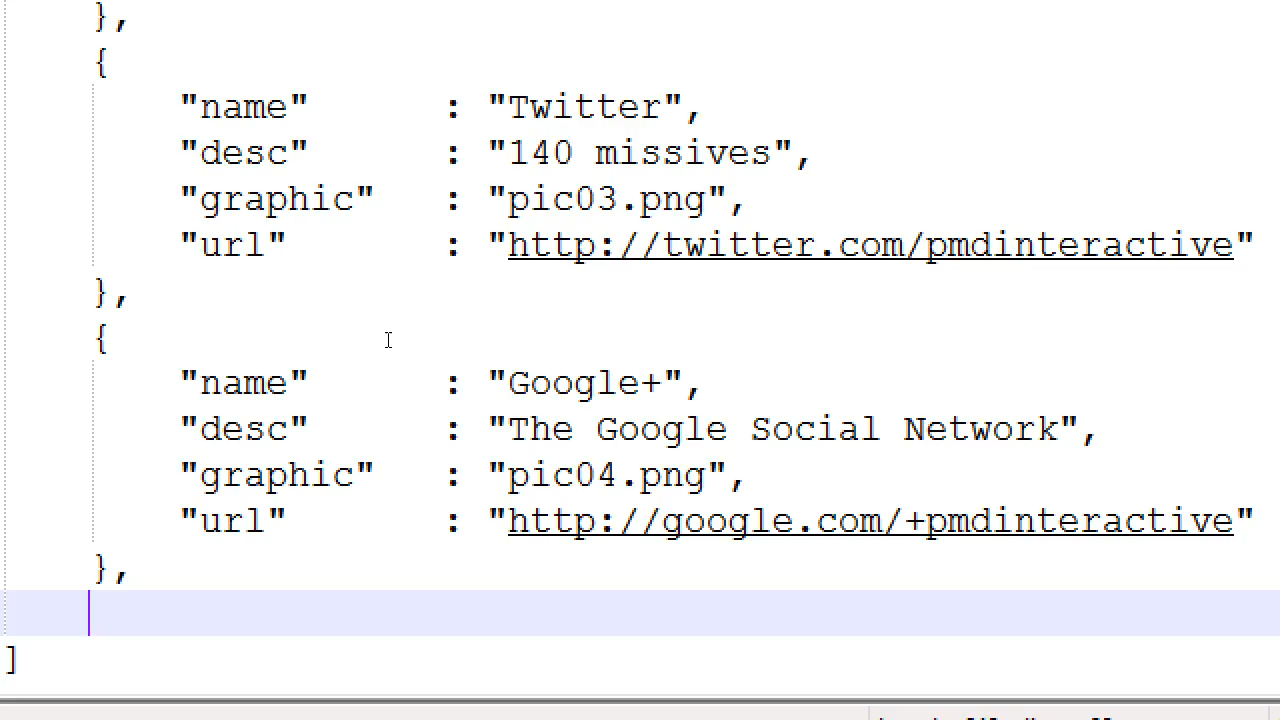 },
{
"name" : "Twitter",
"desc" : "140 missives",
"graphic" : "pic03.png",
"url" : "http://twitter.com/pmdinteractive"
},
{
"name" : "Google+",
"desc" : "The Google Social Network",
"graphic" : "pic04.png",
"url" : "http://google.com/+pmdinteractive"
},
]